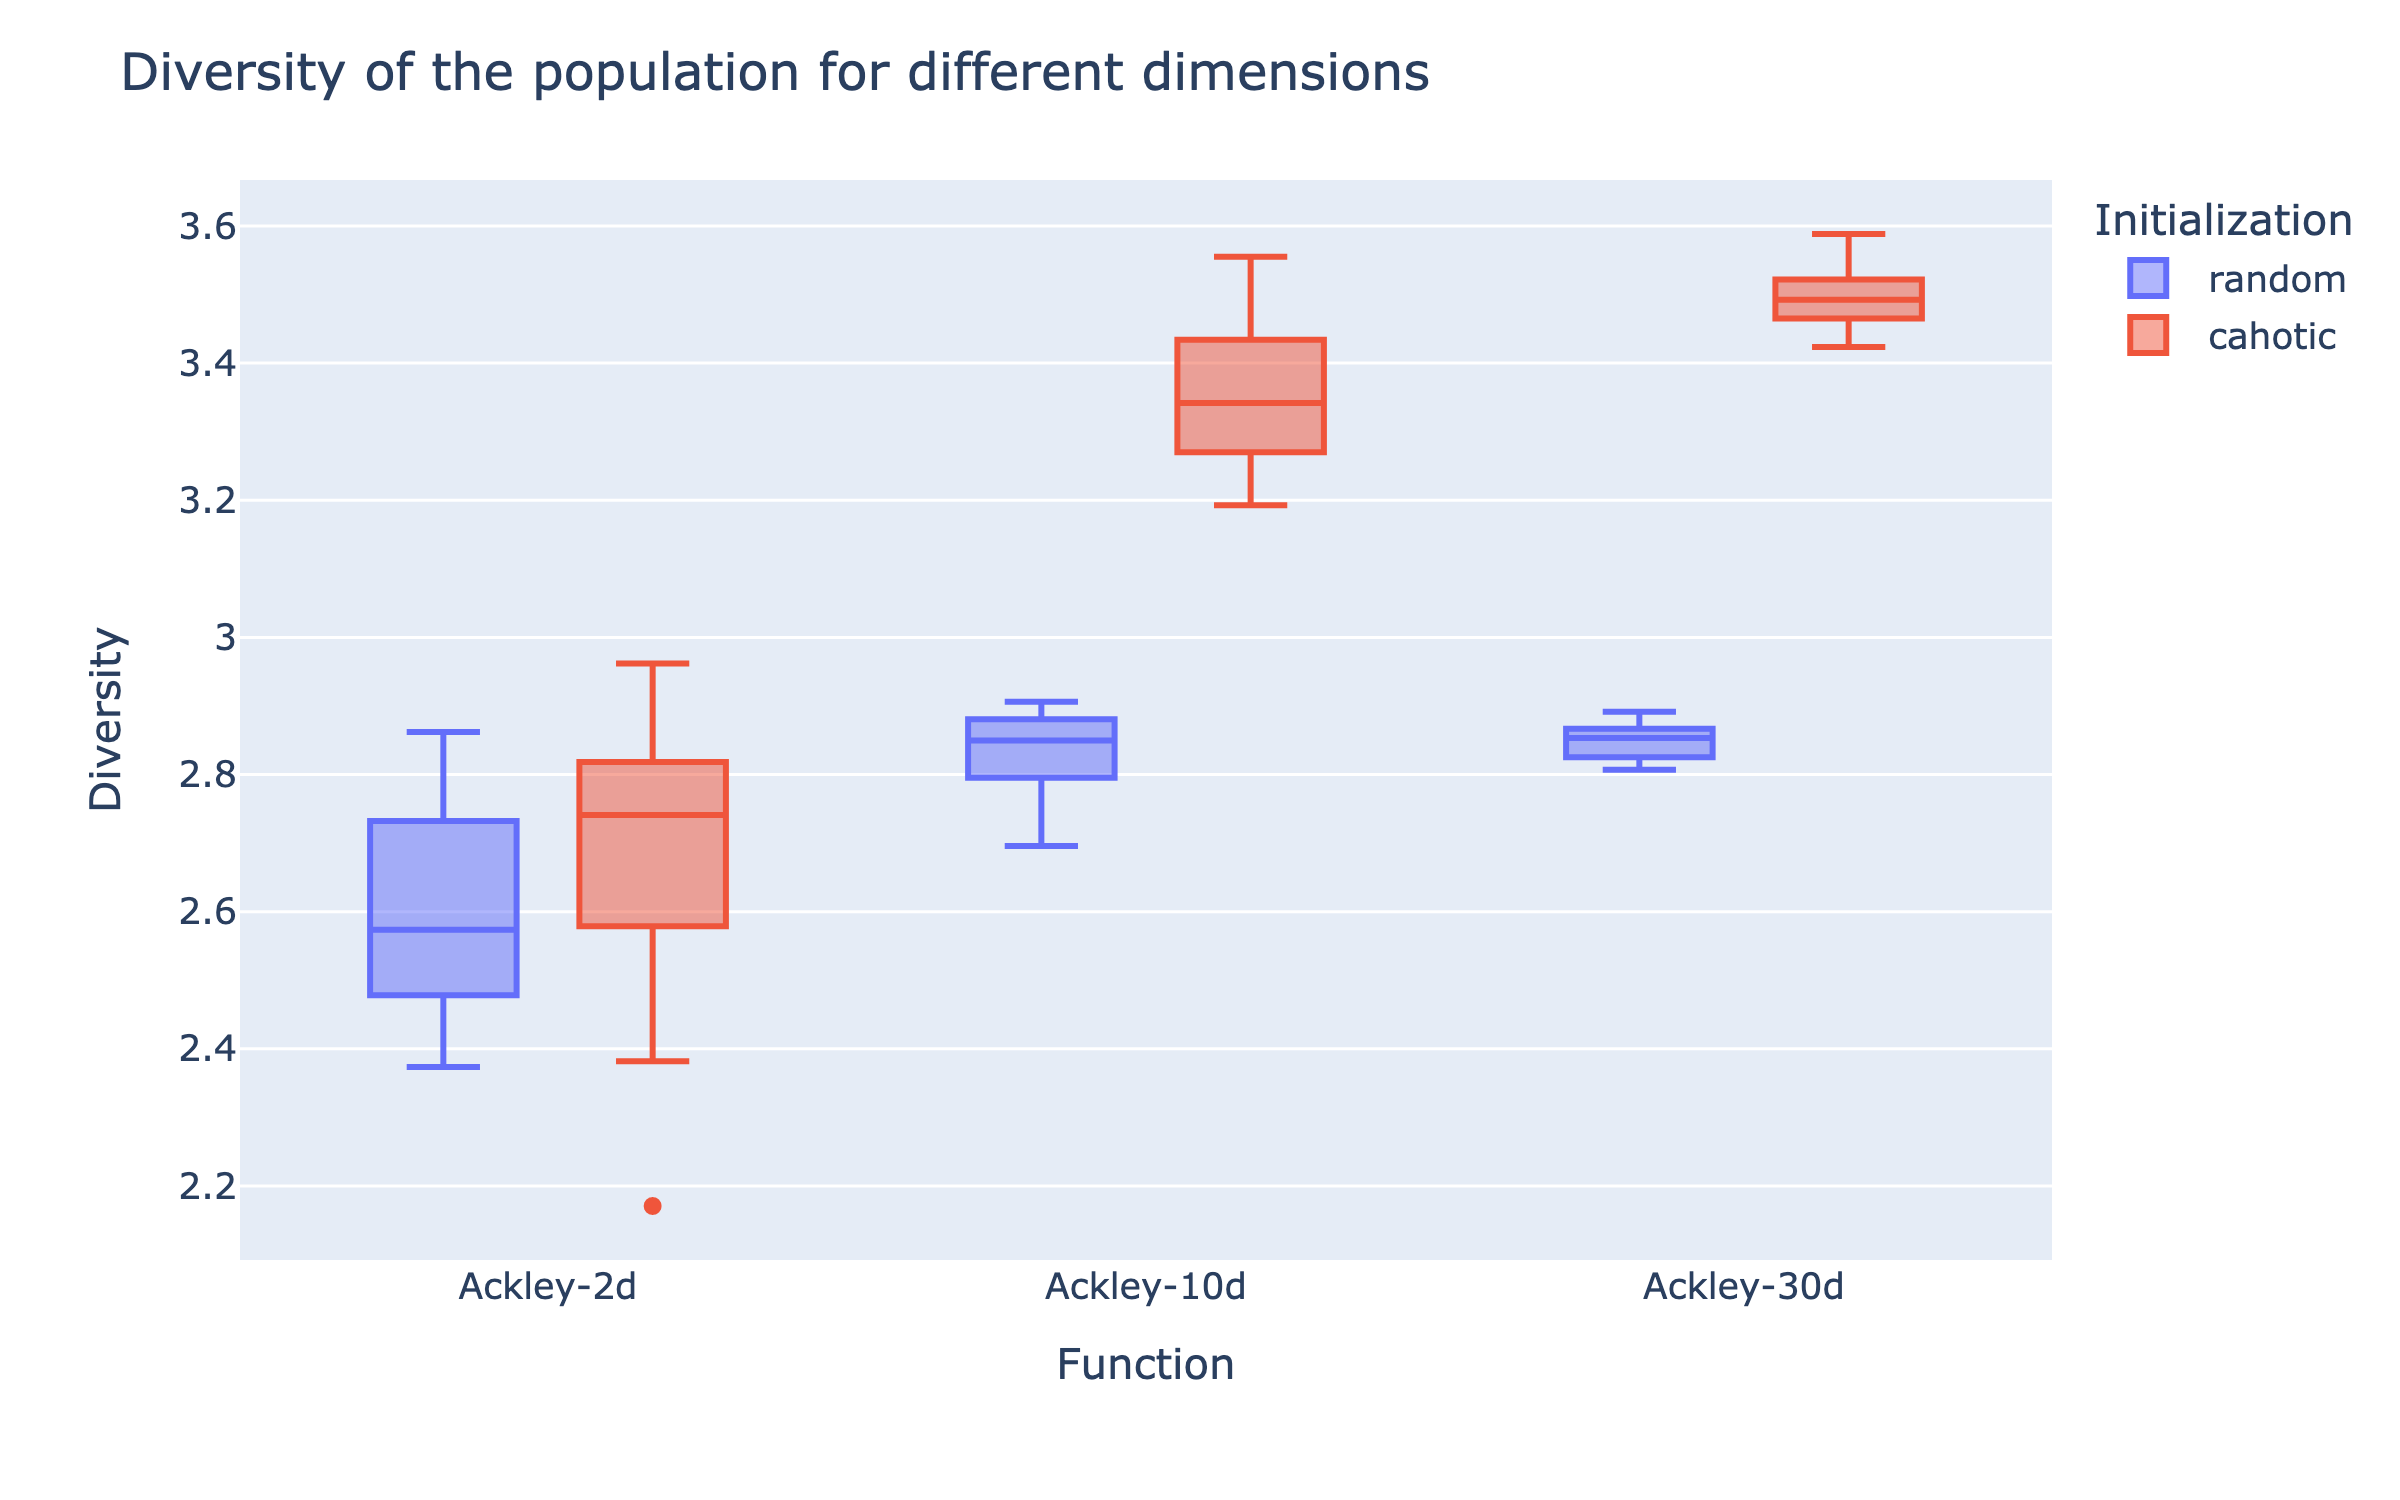 Diversity of the population for different dimensions
Initialization
random
cahotic
Diversity
3.6
3.4
3.2
3
2.8
2.6
2.4
2.2
Ackley-2d
Ackley-10d
Ackley-30d
Function